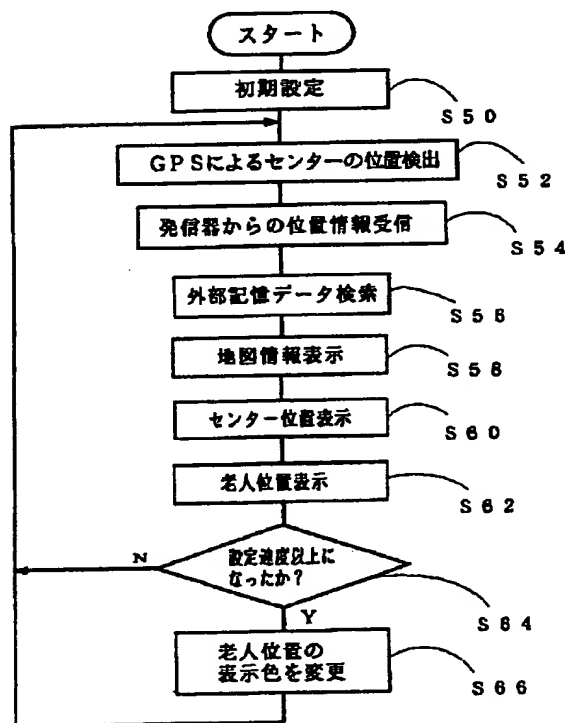 スタート
初期設定
S50
GPSによるセンターの位置検出
S52
発信器からの位置情報受信
S54
外部記憶データ検索
S56
地図情報表示
S58
センター位置表示
S60
老人位置表示
S62
N
設定速度以上に
なったか?
Y
S64
老人位置の
表示色を変更
S66